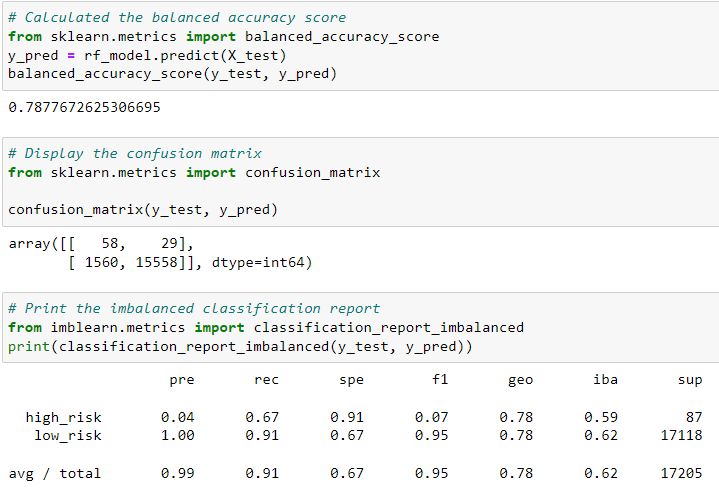 # Calculated the balanced accuracy score
from sklearn.metrics import balanced_accuracy_score
y_pred = rf_model.predict(X_test)
balanced_accuracy_score(y_test, y_pred)
0.7877672625306695
# Display the confusion matrix
from sklearn.metrics import confusion_matrix
confusion_matrix(y_test, y_pred)
array([[   58,    29],
       [ 1560, 15558]], dtype=int64)
# Print the imbalanced classification report
from imblearn.metrics import classification_report_imbalanced
print(classification_report_imbalanced(y_test, y_pred))
                   pre       rec       spe        f1       geo       iba       sup
  high_risk       0.04      0.67      0.91      0.07      0.78      0.59        87
   low_risk       1.00      0.91      0.67      0.95      0.78      0.62     17118
avg / total       0.99      0.91      0.67      0.95      0.78      0.62     17205